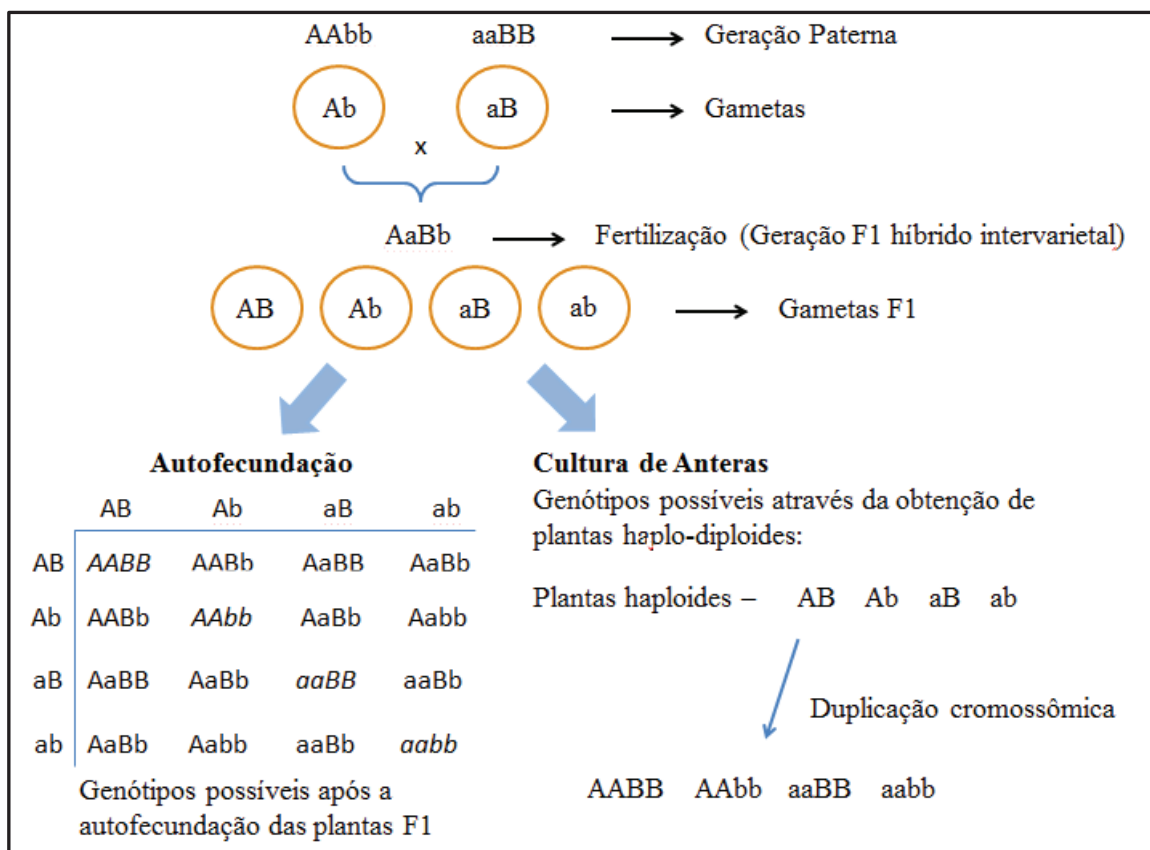 AAbb aaBB Geração Paterna
Ab aB Gametas
x
AaBb Fertilização (Geração F1 híbrido intervarietal)
AB Ab aB ab Gametas F1
Autofecundação
AB Ab aB ab
AB AABB AABb AaBB AaBb
Ab AABb AAbb AaBb Aabb
aB AaBB AaBb aaBB aaBb
ab AaBb Aabb aaBb aabb
Genótipos possíveis após a
autofecundação das plantas F1
Cultura de Anteras
Genótipos possíveis através da obtenção de
plantas haplo-diploides:
Plantas haploides – AB Ab aB ab
Duplicação cromossômica
AABB AAbb aaBB aabb